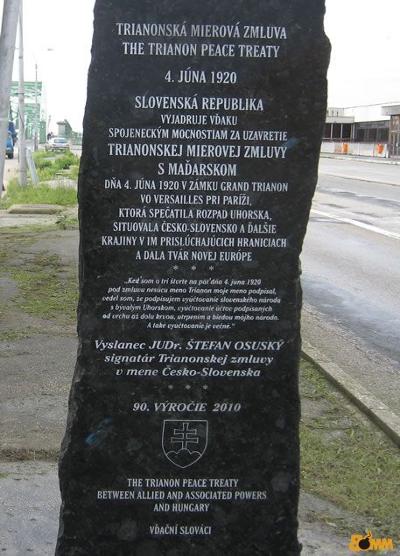 TRIANONSKÁ MIEROVÁ ZMLUVA
THE TRIANON PEACE TREATY
4. JÚNA 1920
SLOVENSKÁ REPUBLIKA
VYJADRUJE VĎAKU
SPOJENECKÝM MOCNOSTIAM ZA UZAVRETIE
TRIANONSKEJ MIEROVEJ ZMLUVY
S MAĎARSKOM
DŇA 4. JÚNA 1920 V ZÁMKU GRAND TRIANON
VO VERSAILLES PRI PARÍŽI,
KTORÁ SPEČATILA ROZPAD UHORSKA,
SITUOVALA ČESKO-SLOVENSKO A ĎALŠIE
KRAJINY V IM PRISLÚCHAJÚCICH HRANICIACH
A DALA TVÁR NOVEJ EURÓPE
* * *
„Keď som o tri štvrte na päť dňa 4. júna 1920
pod zmluvu nesúcu meno Trianon moje meno podpísal,
vedel som, že podpisujem vyúčtovanie slovenského národa
s bývalým Uhorskom, vyúčtovanie účtov popísaných
od vrchu až dolu krvou, utrpením a biedou môjho národa.
A také vyúčtovanie je večné."
Vyslanec JUDr. ŠTEFAN OSUSKÝ
signatár Trianonskej zmluvy
v mene Česko-Slovenska
* * *
90. VÝROČIE 2010
THE TRIANON PEACE TREATY
BETWEEN ALLIED AND ASSOCIATED POWERS
AND HUNGARY
VĎAČNÍ SLOVÁCI